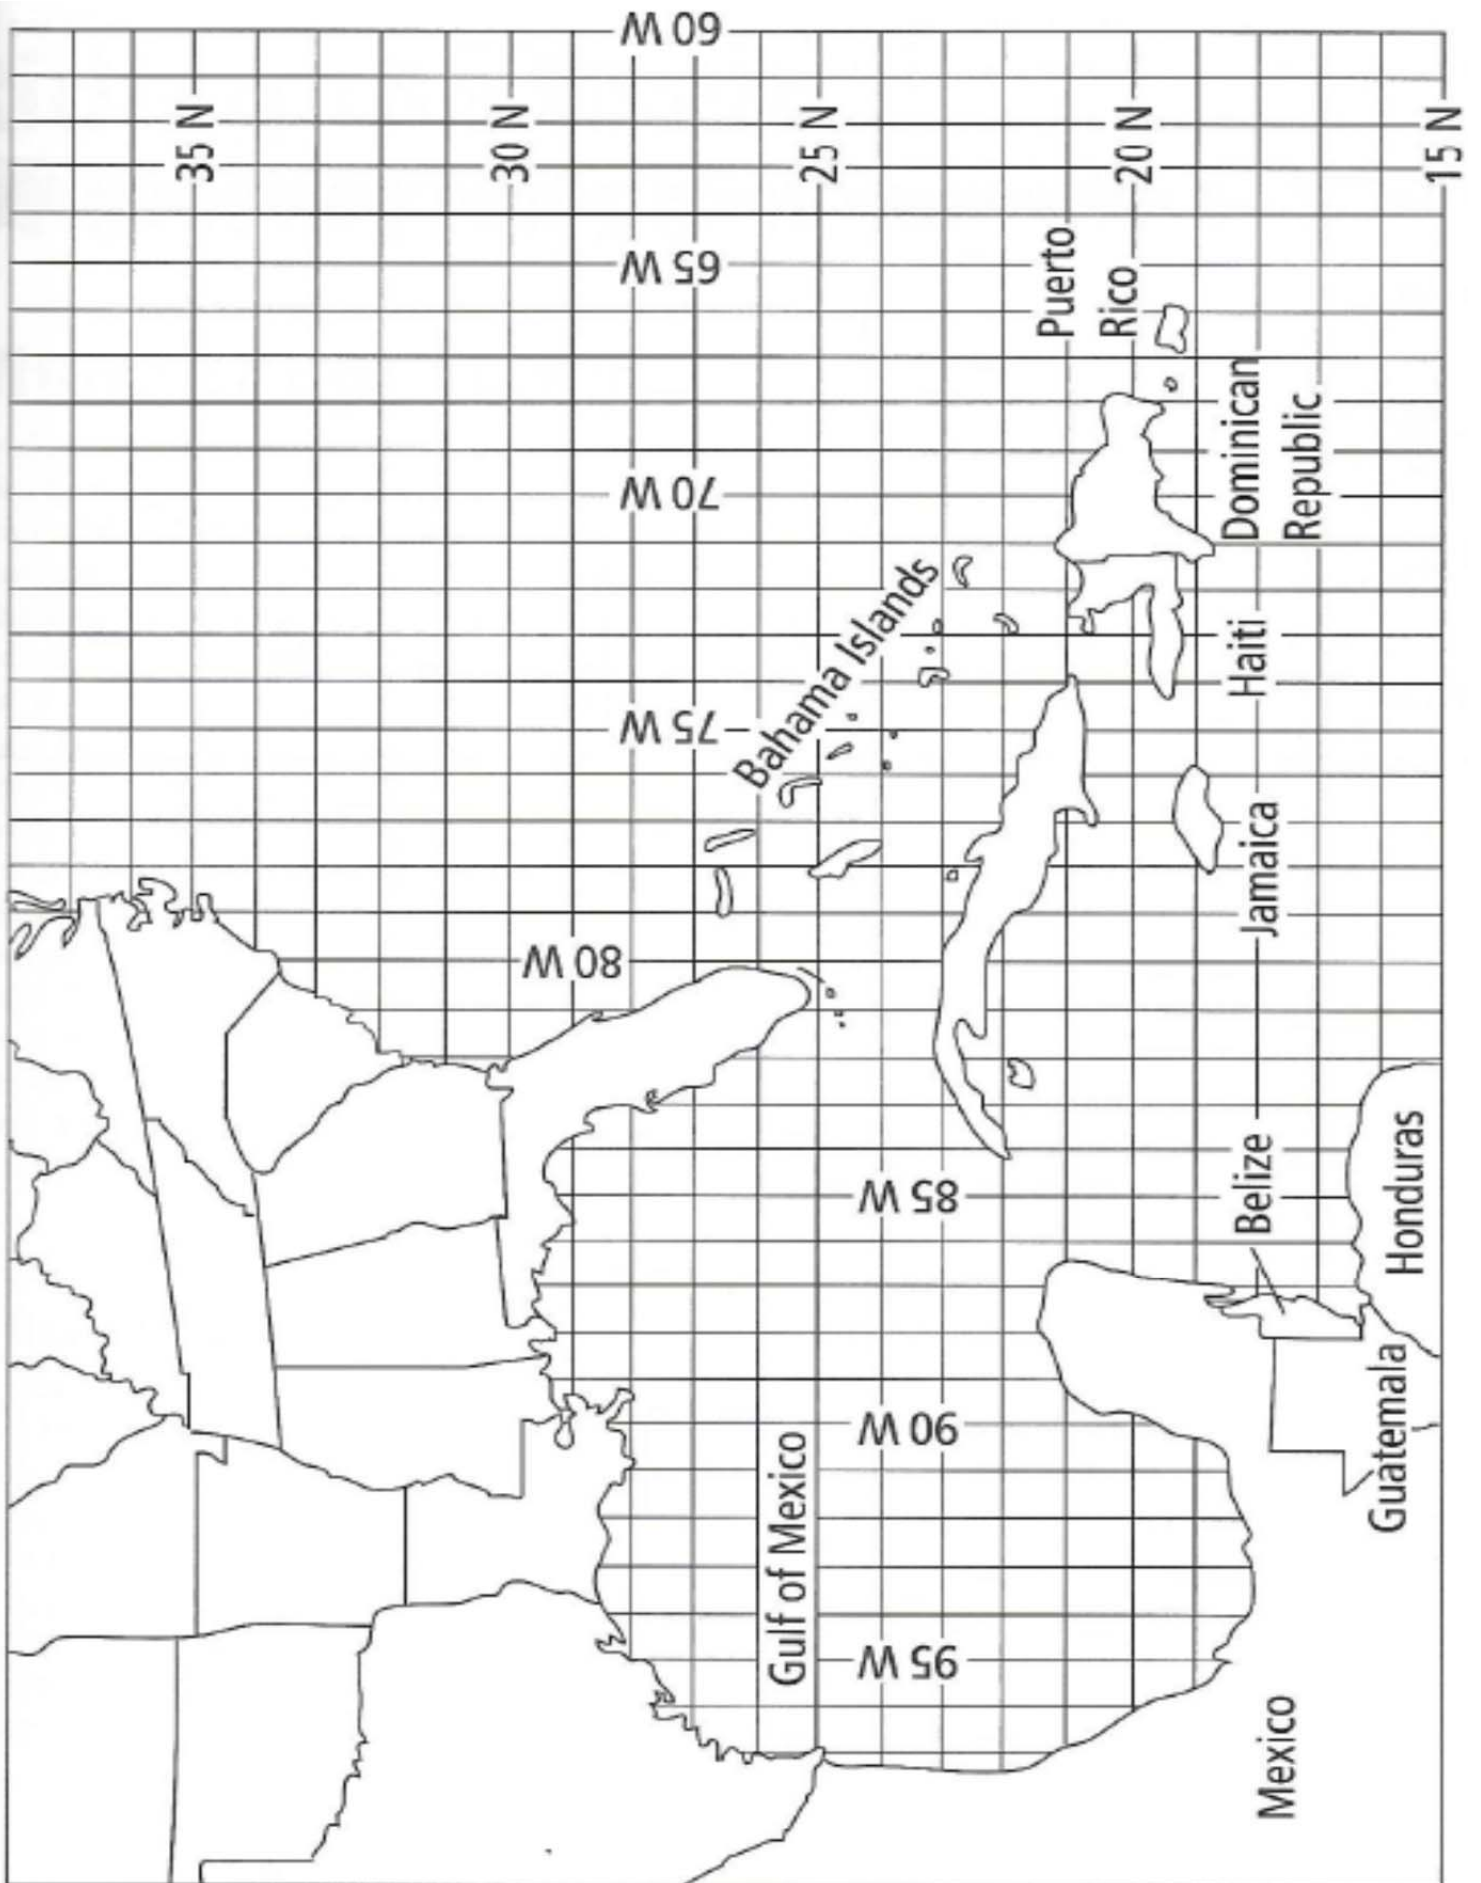 60 W
65 W
70 W
75 W
80 W
85 W
90 W
95 W
35 N
30 N
25 N
20 N
15 N
Bahama Islands
Puerto
Rico
Dominican
Republic
Haiti
Jamaica
Belize
Honduras
Guatemala
Gulf of Mexico
Mexico